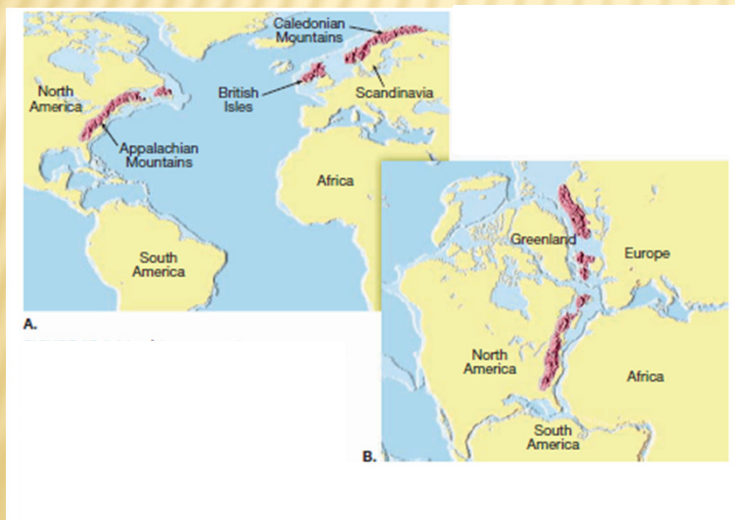 Caledonian
Mountains
North
America
British
Isles
Scandinavia
Appalachian
Mountains
Africa
South
America
A.
Greenland
Europe
North
America
Africa
South
America
B.